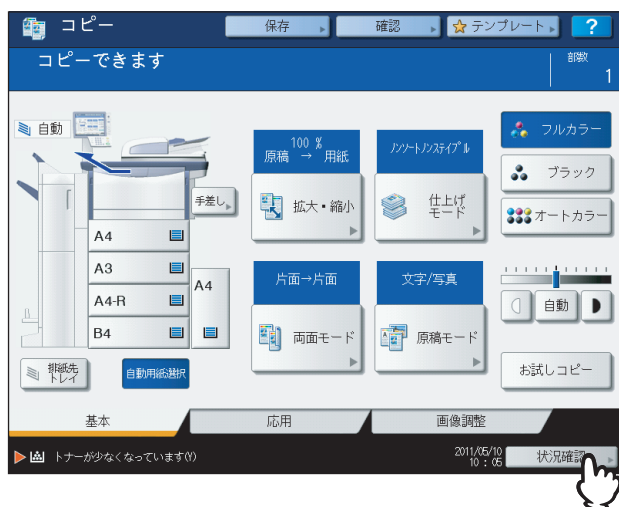 コピー
保存
確認
テンプレート
?
コピーできます
部数
1
自動
手差し
A4
A3
A4-R
B4
A4
排紙先
トレイ
自動用紙選択
100 %
原稿 → 用紙
拡大・縮小
ノンソートノンステイプル
仕上げ
モード
片面→片面
両面モード
文字/写真
原稿モード
フルカラー
ブラック
オートカラー
自動
お試しコピー
基本
応用
画像調整
トナーが少なくなっています(Y)
2011/05/10
10 : 05
状況確認